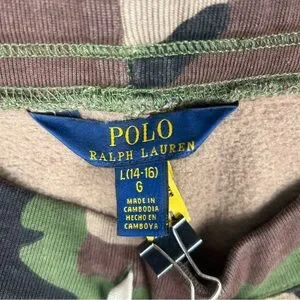 POLO
RALPH LAUREN
L(14-16)
G
MADE IN
CAMBODIA
HECHO EN
CAMBOYA